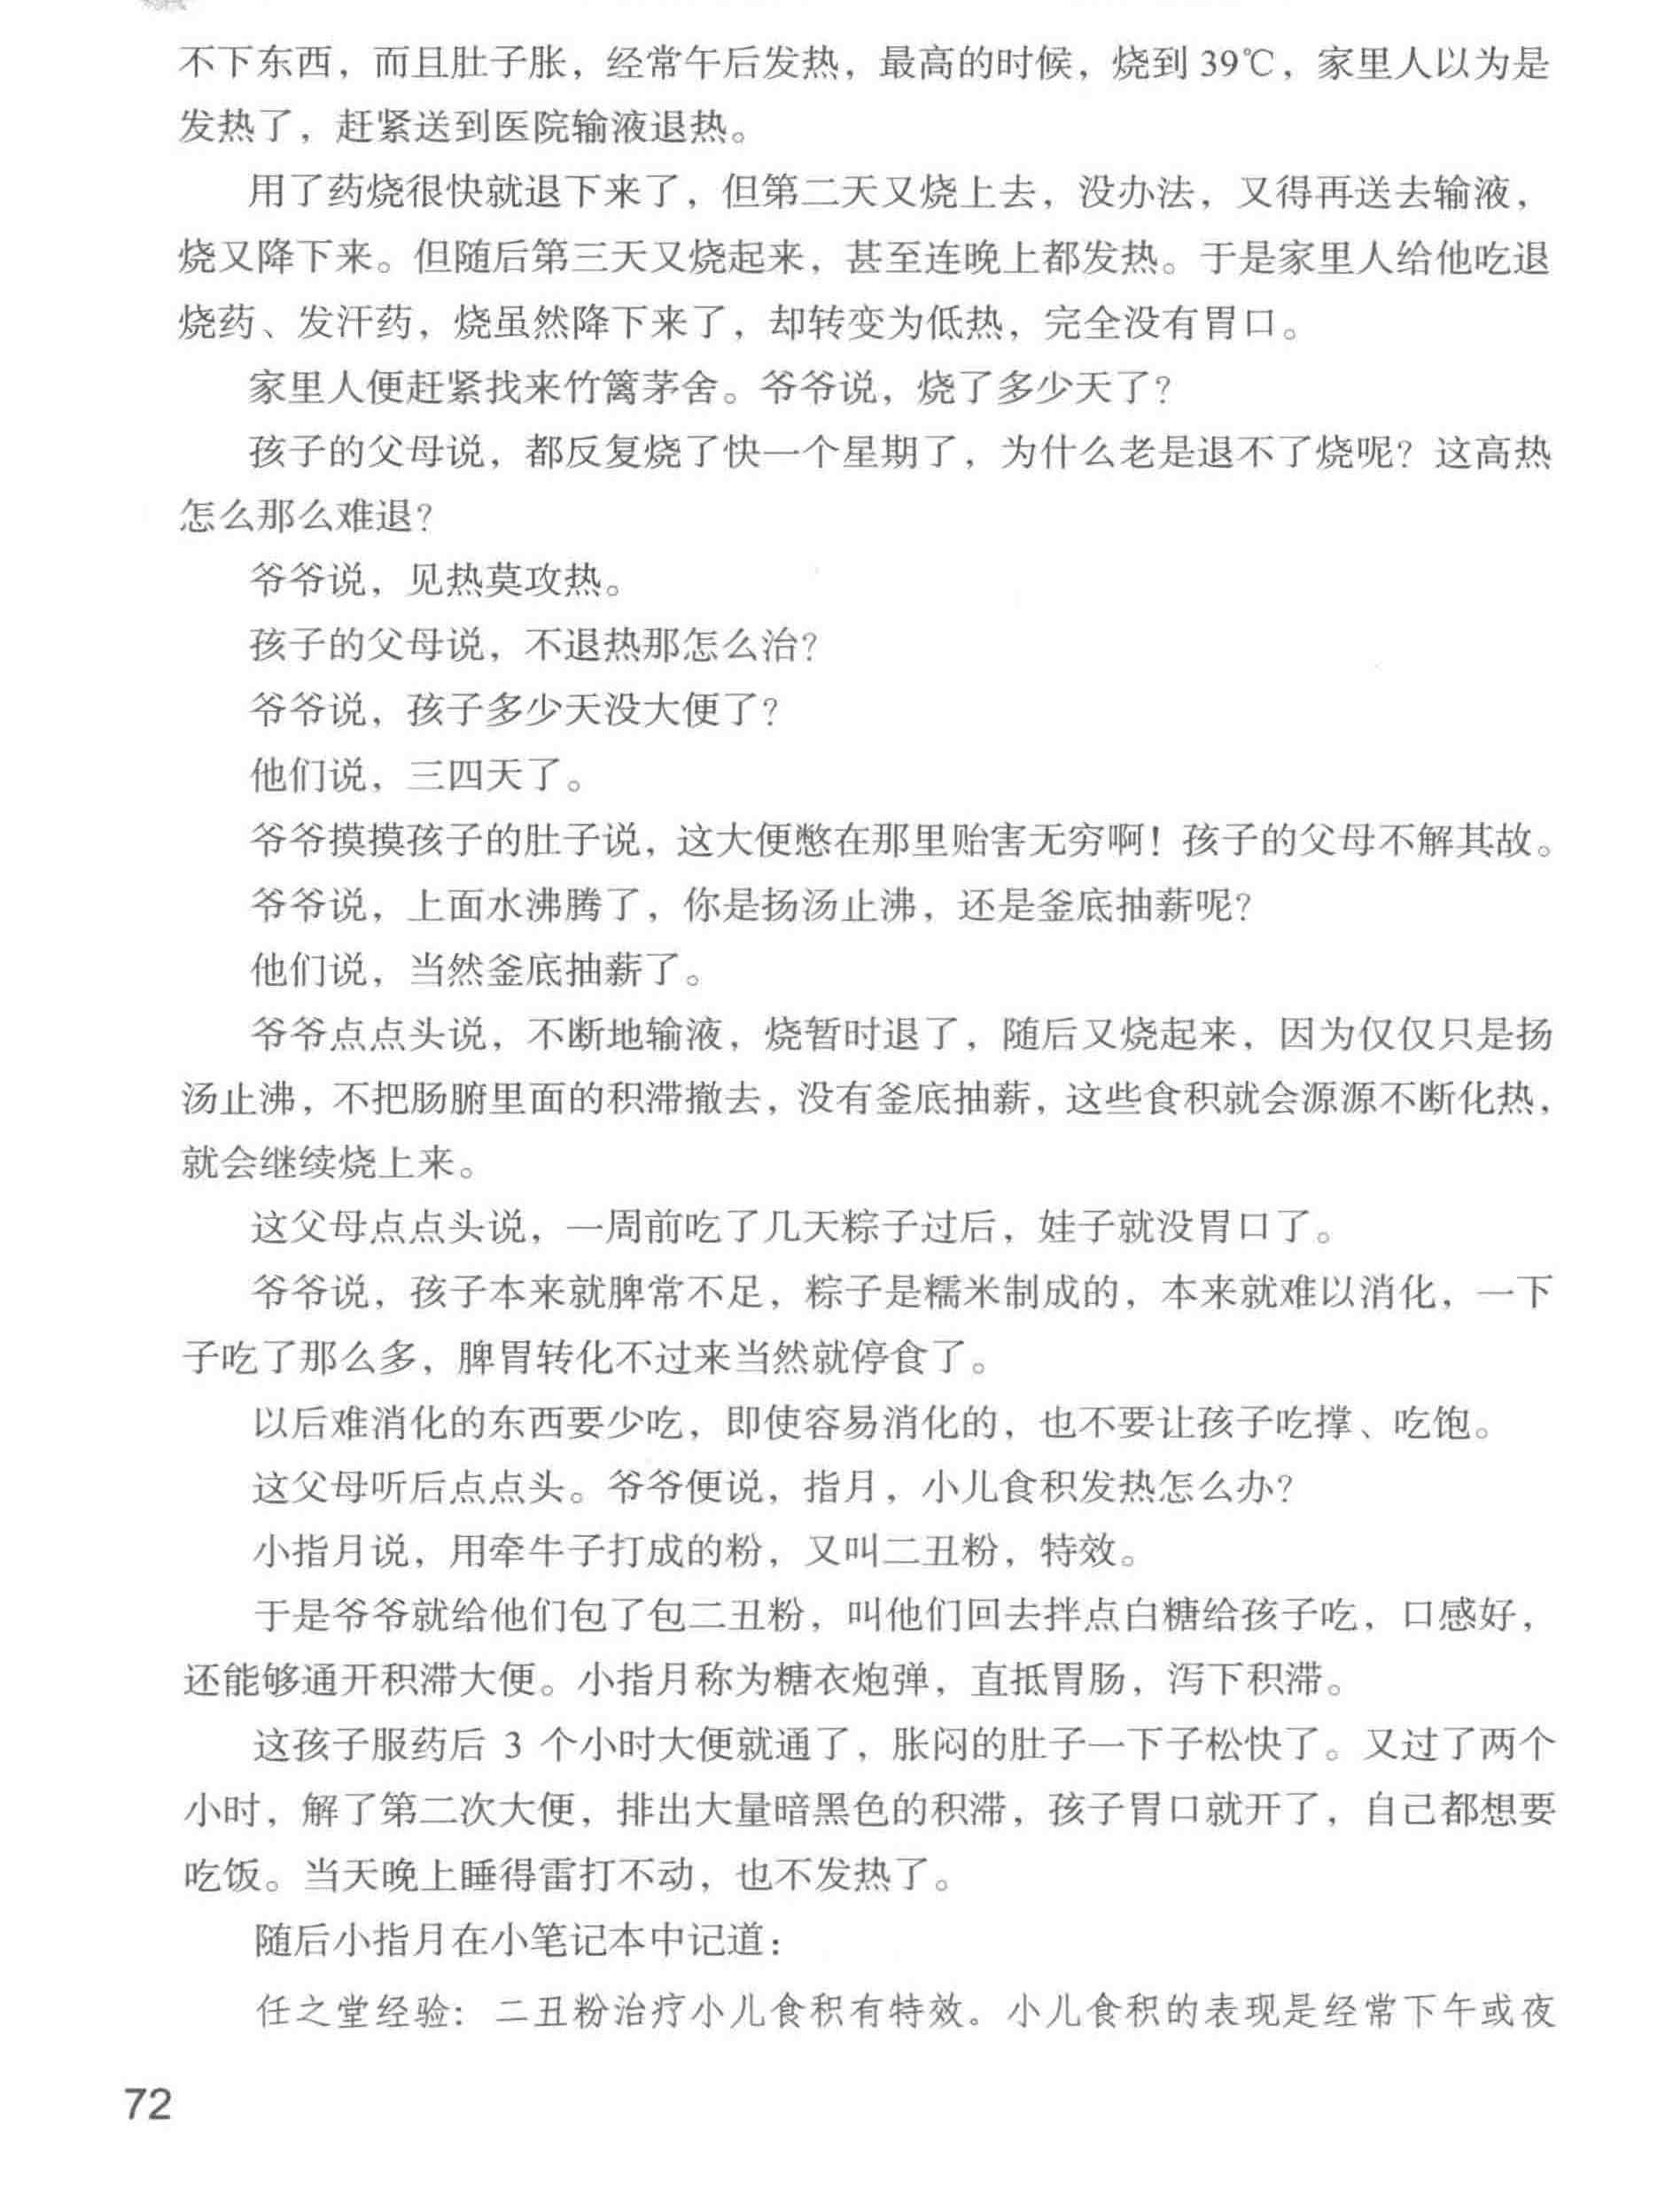 不下东西，而且肚子胀，经常午后发热，最高的时候，烧到 39℃，家里人以为是
发热了，赶紧送到医院输液退热。
用了药烧很快就退下来了，但第二天又烧上去，没办法，又得再送去输液，
烧又降下来。但随后第三天又烧起来，甚至连晚上都发热。于是家里人给他吃退
烧药、发汗药，烧虽然降下来了，却转变为低热，完全没有胃口。
家里人便赶紧找来竹篱茅舍。爷爷说，烧了多少天了？
孩子的父母说，都反复烧了快一个星期了，为什么老是退不了烧呢？这高热
怎么那么难退？
爷爷说，见热莫攻热。
孩子的父母说，不退热那怎么治？
爷爷说，孩子多少天没大便了？
他们说，三四天了。
爷爷摸摸孩子的肚子说，这大便憋在那里贻害无穷啊！孩子的父母不解其故。
爷爷说，上面水沸腾了，你是扬汤止沸，还是釜底抽薪呢？
他们说，当然釜底抽薪了。
爷爷点点头说，不断地输液，烧暂时退了，随后又烧起来，因为仅仅只是扬
汤止沸，不把肠腑里面的积滞撤去，没有釜底抽薪，这些食积就会源源不断化热，
就会继续烧上来。
这父母点点头说，一周前吃了几天粽子过后，娃子就没胃口了。
爷爷说，孩子本来就脾常不足，粽子是糯米制成的，本来就难以消化，一下
子吃了那么多，脾胃转化不过来当然就停食了。
以后难消化的东西要少吃，即使容易消化的，也不要让孩子吃撑、吃饱。
这父母听后点点头。爷爷便说，指月，小儿食积发热怎么办？
小指月说，用牵牛子打成的粉，又叫二丑粉，特效。
于是爷爷就给他们包了包二丑粉，叫他们回去拌点白糖给孩子吃，口感好，
还能够通开积滞大便。小指月称为糖衣炮弹，直抵胃肠，泻下积滞。
这孩子服药后 3 个小时大便就通了，胀闷的肚子一下子松快了。又过了两个
小时，解了第二次大便，排出大量暗黑色的积滞，孩子胃口就开了，自己都想要
吃饭。当天晚上睡得雷打不动，也不发热了。
随后小指月在小笔记本中记道：
任之堂经验：二丑粉治疗小儿食积有特效。小儿食积的表现是经常下午或夜
72